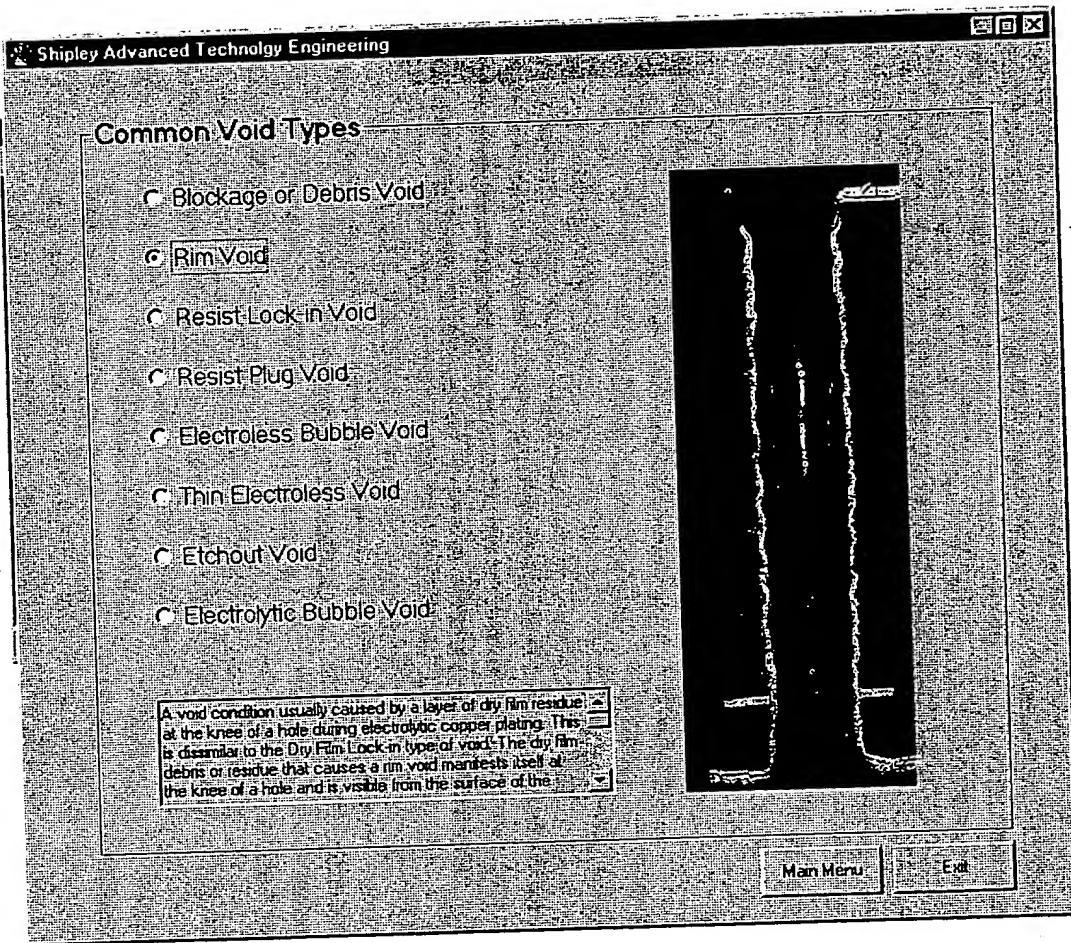 Shipley Advanced Technolgy Engineering
Common Void Types
Blockage or Debris Void
Rim Void
Resist Lock-in Void
Resist Plug Void
Electroless Bubble Void
Thin Electroless Void
Etchout Void
Electrolytic Bubble Void
A void condition usually caused by a layer of dry film residue
at the knee of a hole during electrolytic copper plating. This
is dissimilar to the Dry Film Lock-in type of void. The dry film
debris or residue that causes a rim void manifests itself at
the knee of a hole and is visible from the surface of the
Main Menu
Exit